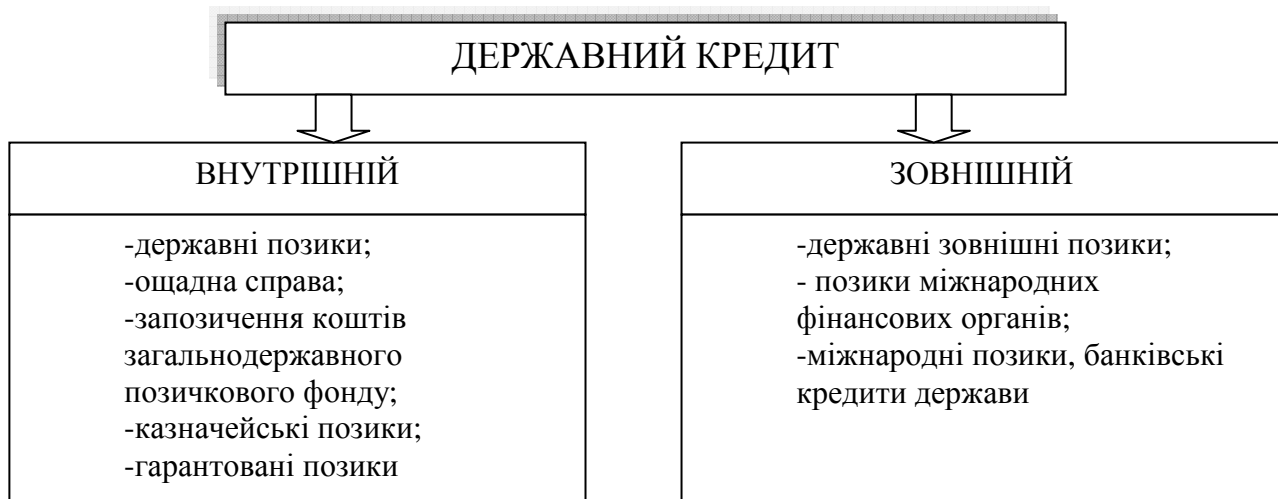 ДЕРЖАВНИЙ КРЕДИТ
ВНУТРІШНІЙ
-державні позики;
-ощадна справа;
-запозичення коштів
загальнодержавного
позичкового фонду;
-казначейські позики;
-гарантовані позики
ЗОВНІШНІЙ
-державні зовнішні позики;
- позики міжнародних
фінансових органів;
-міжнародні позики, банківські
кредити держави